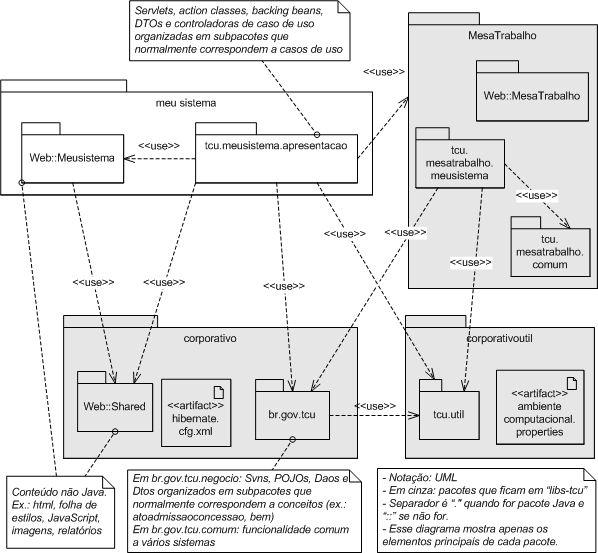 Servlets, action classes, backing beans,
DTOs e controladoras de caso de uso
organizadas em subpacotes que
normalmente correspondem a casos de uso
MesaTrabalho
<<use>>
meu sistema
Web::MesaTrabalho
Web::Meusistema
<<use>>
tcu.meusistema.apresentacao
tcu.
mesatrabalho.
meusistema
<<use>>
tcu.
mesatrabalho.
comum
<<use>>
<<use>>
<<use>>
<<use>>
<<use>>
<<use>>
<<use>>
corporativo
corporativoutil
Web::Shared
<<artifact>>
hibernate.
cfg.xml
br.gov.tcu
<<use>>
tcu.util
<<artifact>>
ambiente
computacional.
properties
Conteúdo não Java.
Ex.: html, folha de
estilos, JavaScript,
imagens, relatórios
Em br.gov.tcu.negocio: Svns, POJOs, Daos e
Dtos organizados em subpacotes que
normalmente correspondem a conceitos (ex.:
atoadmissaoconcessao, bem)
Em br.gov.tcu.comum: funcionalidade comum
a vários sistemas
- Notação: UML
- Em cinza: pacotes que ficam em “libs-tcu”
- Separador é “.” quando for pacote Java e
“::” se não for.
- Esse diagrama mostra apenas os
elementos principais de cada pacote.